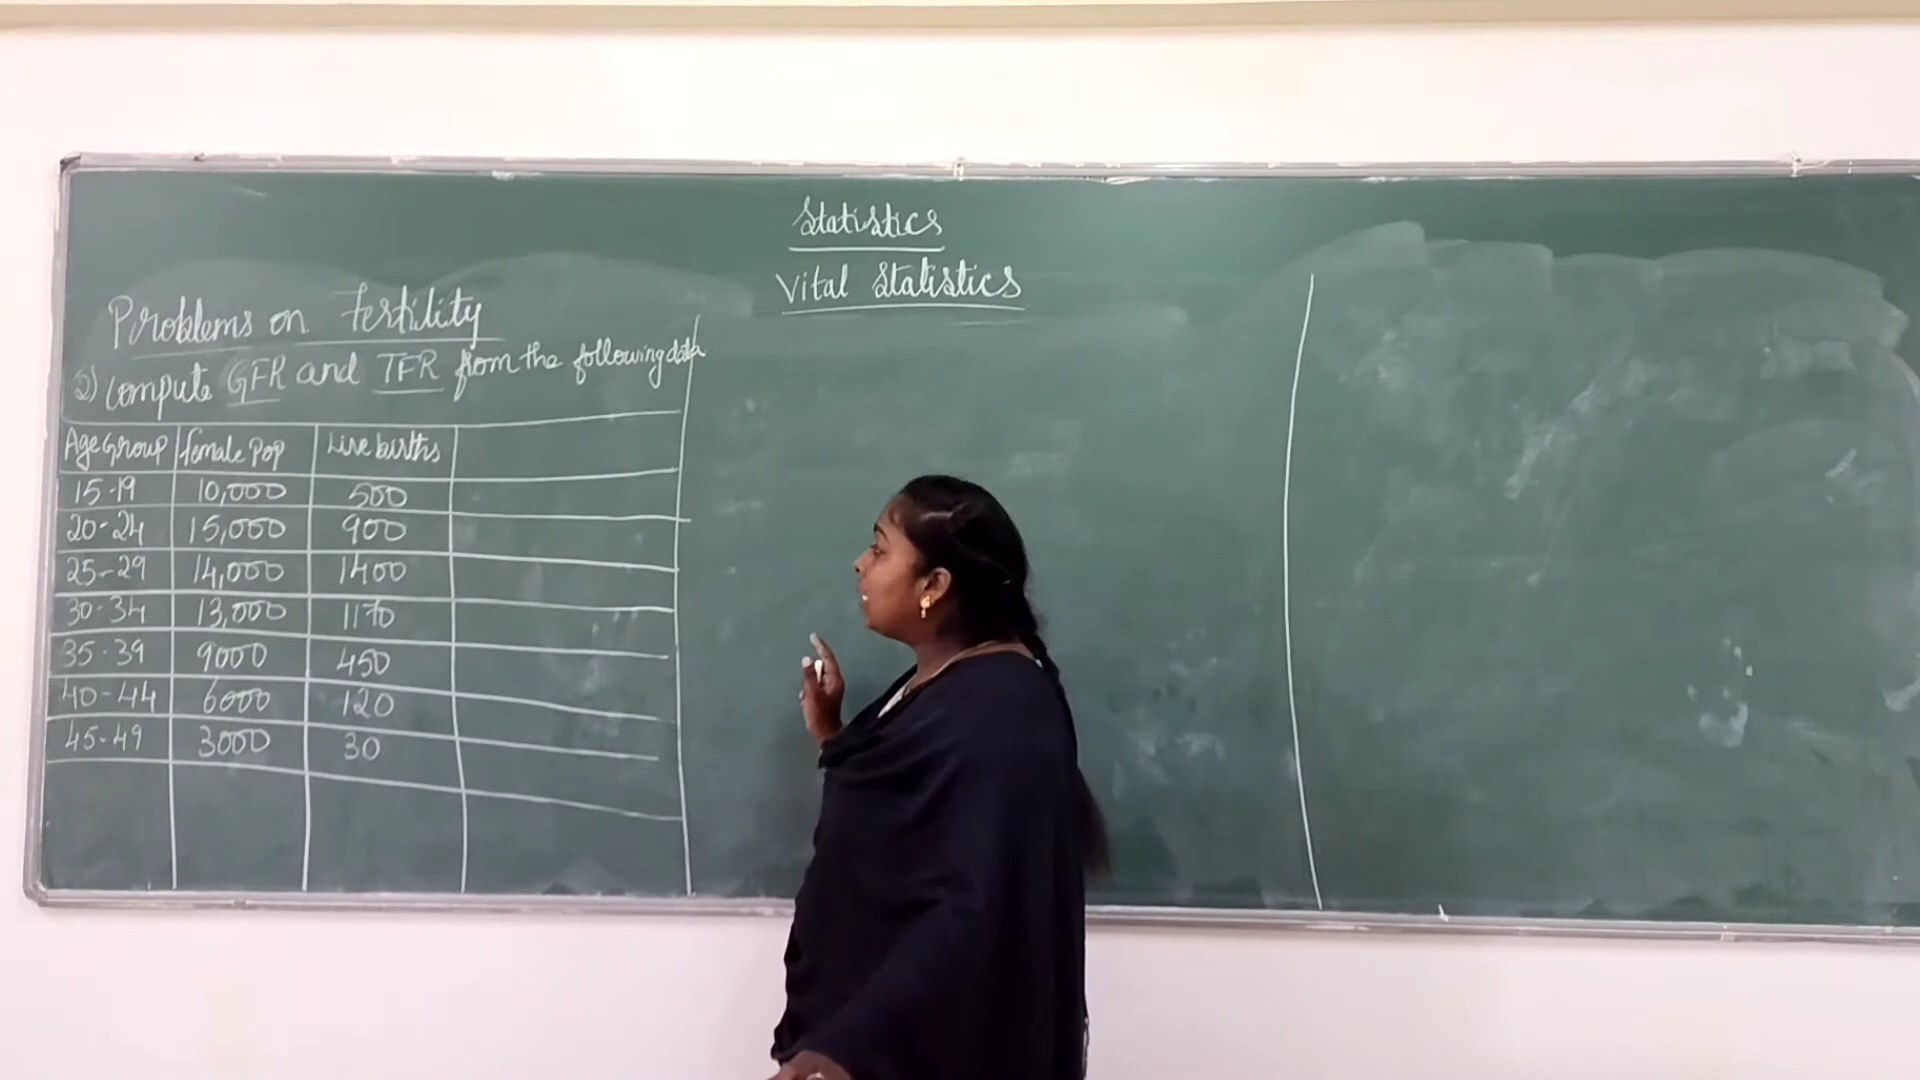 Statistics
Vital Statistics
Problems on Fertility
2) compute GFR and TFR from the following data
Age Group female pop Live births
15-19 10,000 500
20-24 15,000 900
25-29 14,000 1400
30-34 13,000 1170
35-39 9000 450
40-44 6000 120
45-49 3000 30